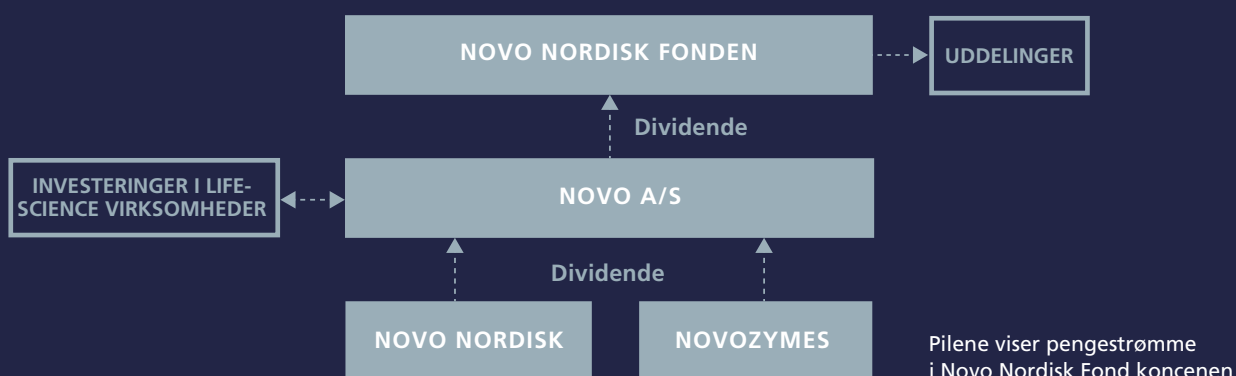 NOVO NORDISK FONDEN
UDDELINGER
Dividende
INVESTERINGER I LIFE-
SCIENCE VIRKSOMHEDER
NOVO A/S
Dividende
NOVO NORDISK
NOVOZYMES
Pilene viser pengestrømme
i Novo Nordisk Fond koncenen